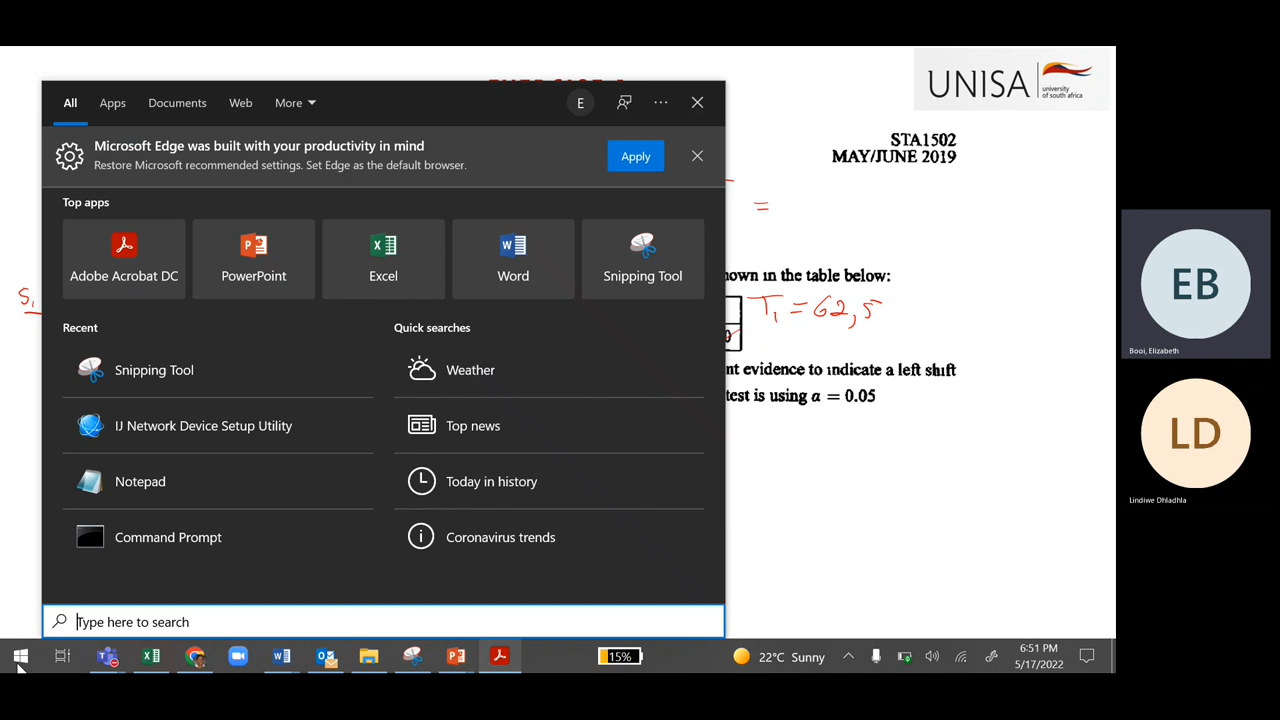 UNISA
university
of south africa
STA1502
MAY/JUNE 2019
=
All
Apps
Documents
Web
More
E
Microsoft Edge was built with your productivity in mind
Restore Microsoft recommended settings. Set Edge as the default browser.
Apply
Top apps
Adobe Acrobat DC
PowerPoint
Excel
Word
Snipping Tool
own in the table below:
T₁ = 62,5
S₁
Recent
Quick searches
Snipping Tool
Weather
nt evidence to indicate a left shift
test is using α = 0.05
IJ Network Device Setup Utility
Top news
Notepad
Today in history
Command Prompt
Coronavirus trends
Type here to search
15%
22°C Sunny
6:51 PM
5/17/2022
EB
Booi, Elizabeth
LD
Lindiwe Dhladhla